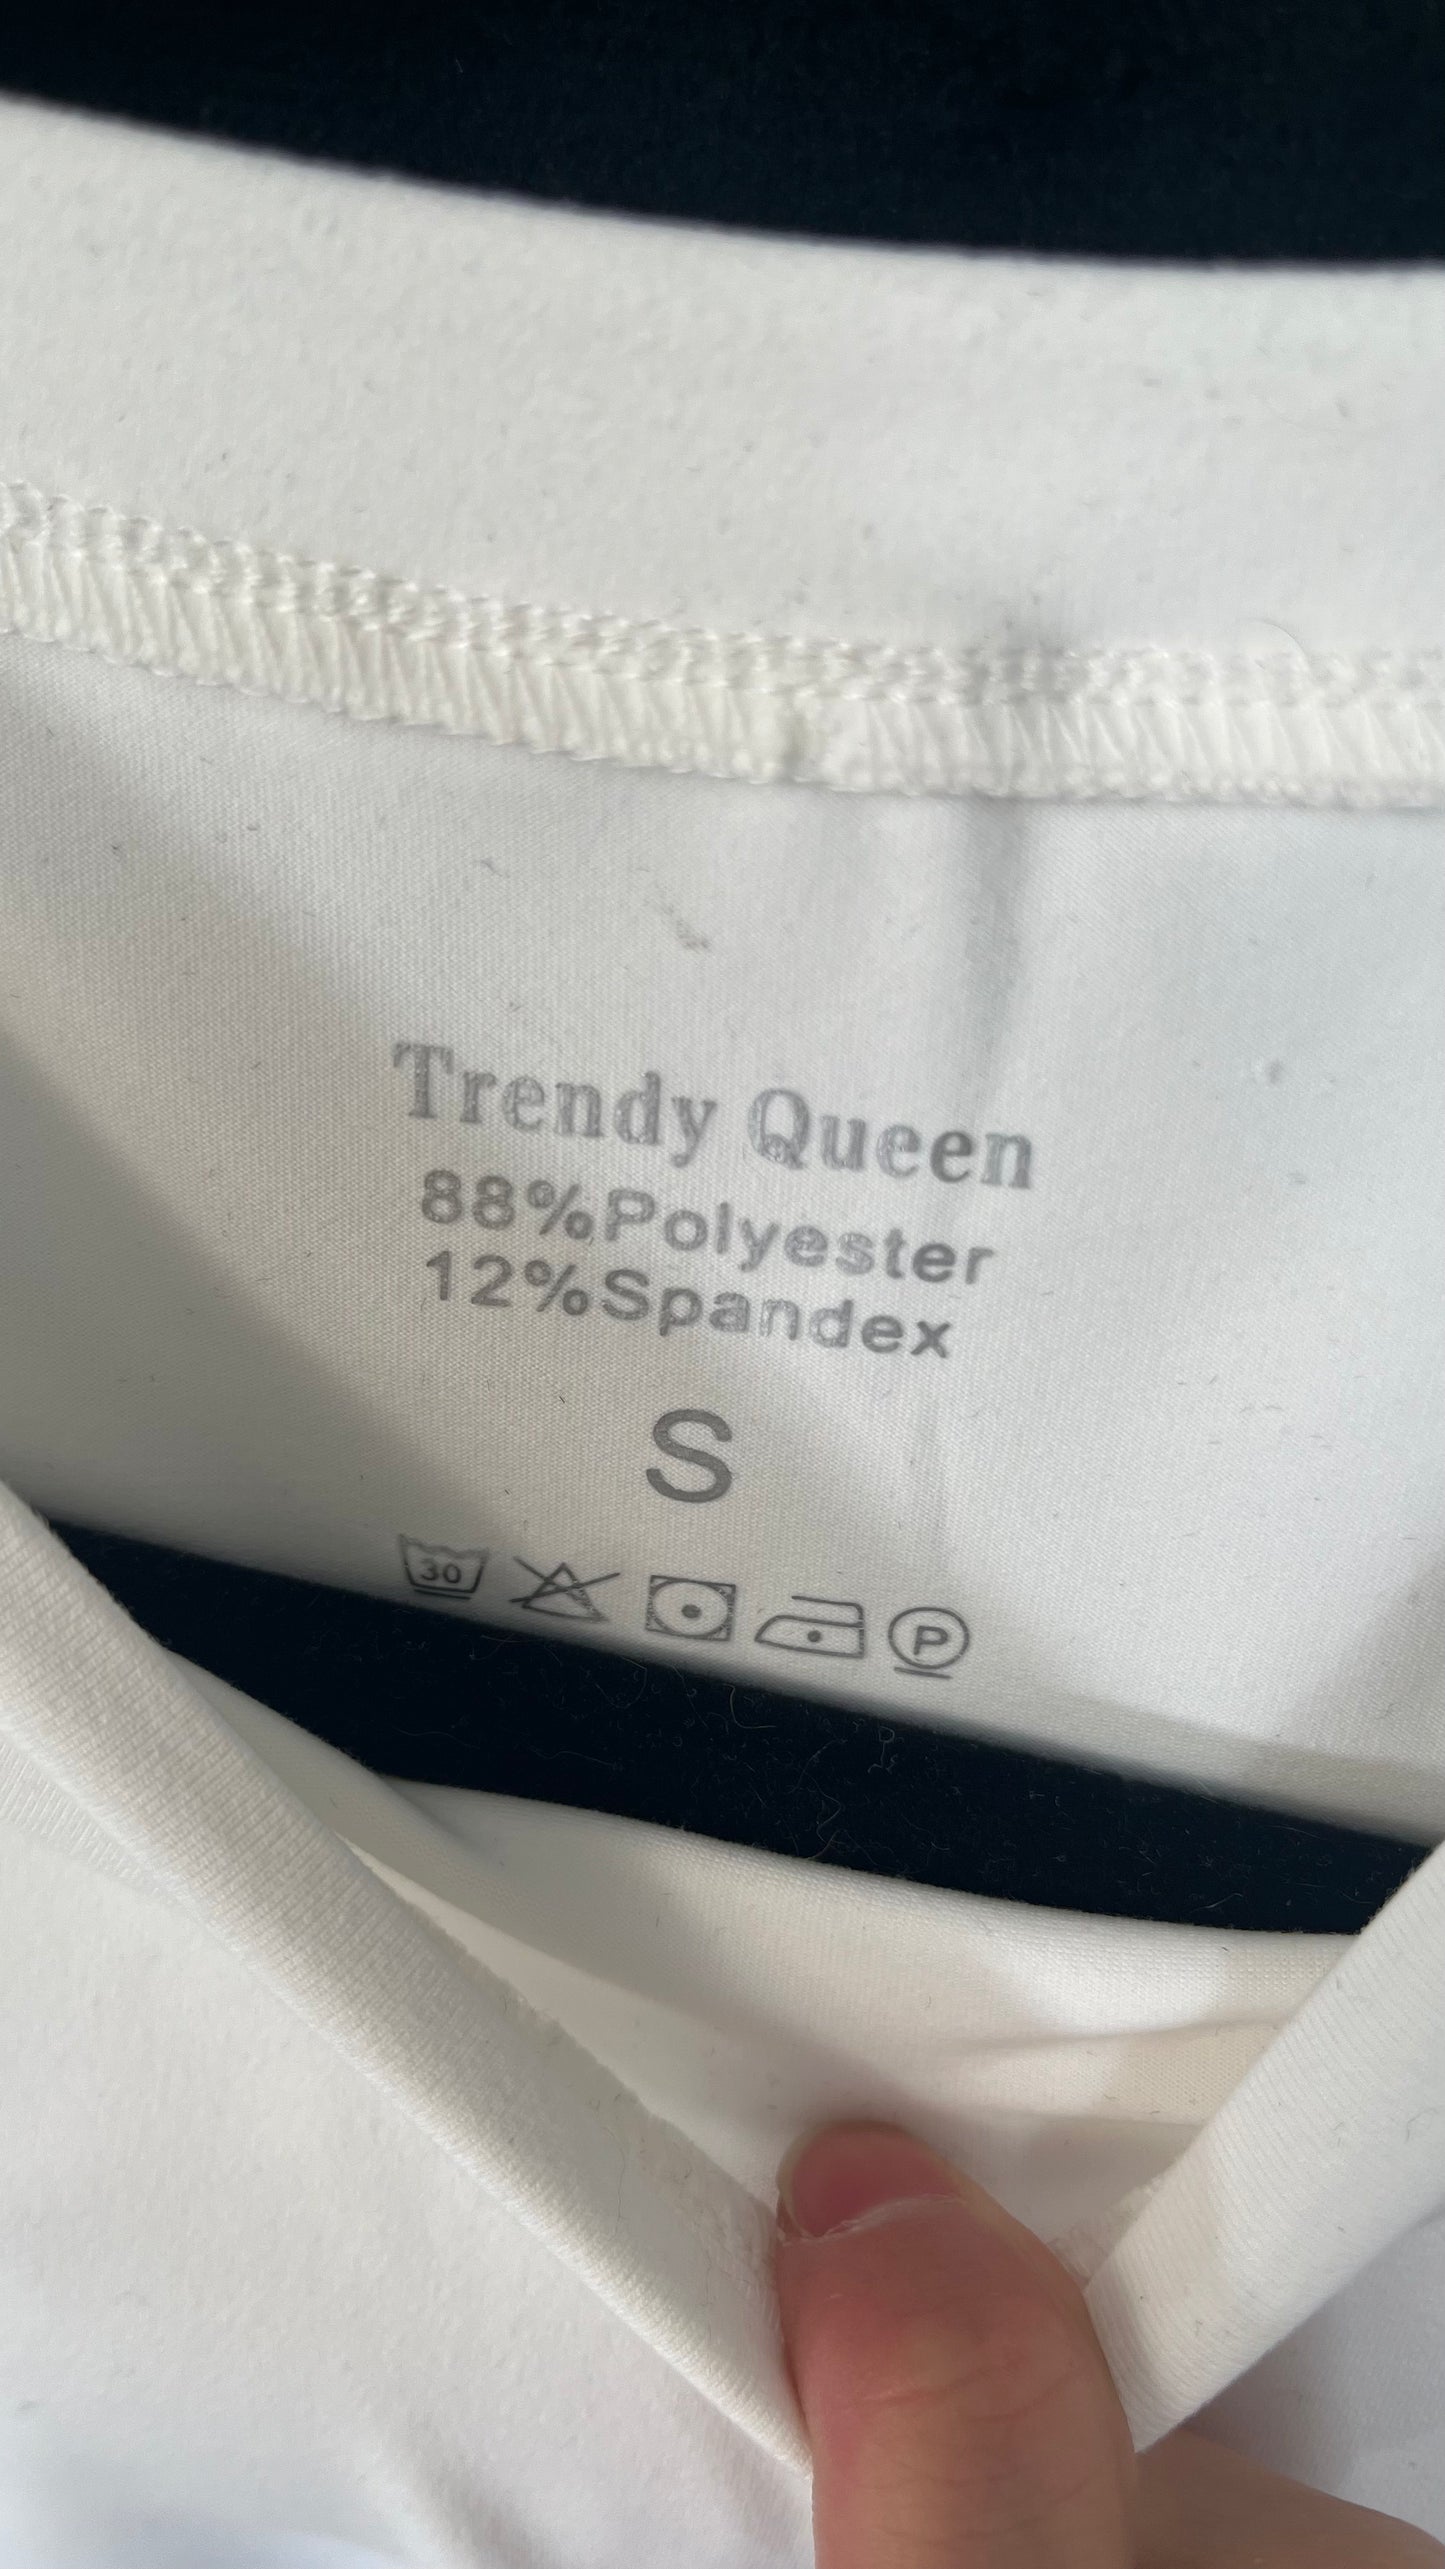 Trendy Queen
88%Polyester
12%Spandex
S
30 P